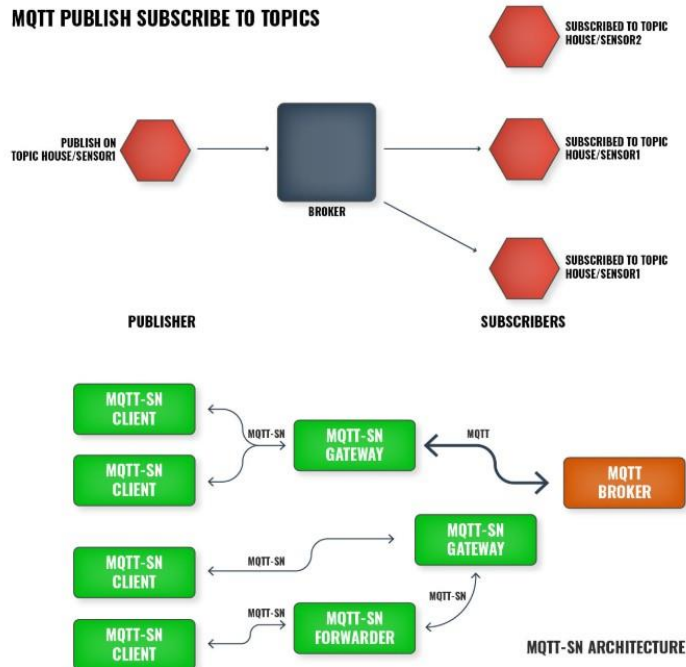 MQTT PUBLISH SUBSCRIBE TO TOPICS
SUBSCRIBED TO TOPIC
HOUSE/SENSOR2
PUBLISH ON
TOPIC HOUSE/SENSOR1
SUBSCRIBED TO TOPIC
HOUSE/SENSOR1
BROKER
SUBSCRIBED TO TOPIC
HOUSE/SENSOR1
PUBLISHER
SUBSCRIBERS
MQTT-SN
CLIENT
MQTT-SN
MQTT-SN
GATEWAY
MQTT
MQTT-SN
CLIENT
MQTT
BROKER
MQTT-SN
GATEWAY
MQTT-SN
CLIENT
MQTT-SN
MQTT-SN
MQTT-SN
MQTT-SN
FORWARDER
MQTT-SN
CLIENT
MQTT-SN ARCHITECTURE